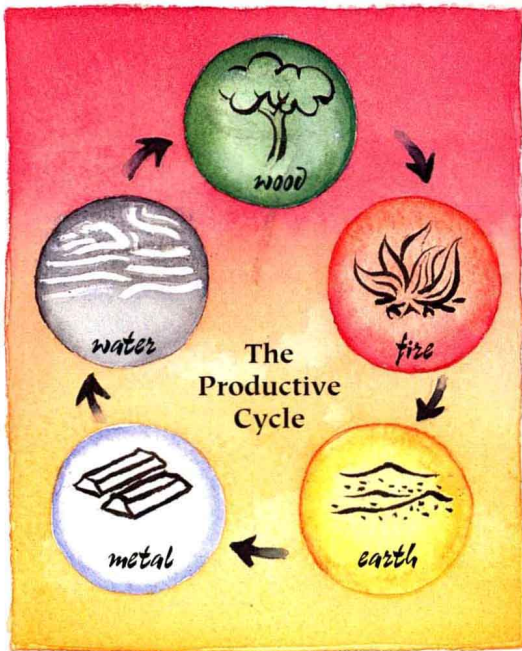 wood
water
fire
The
Productive
Cycle
metal
earth